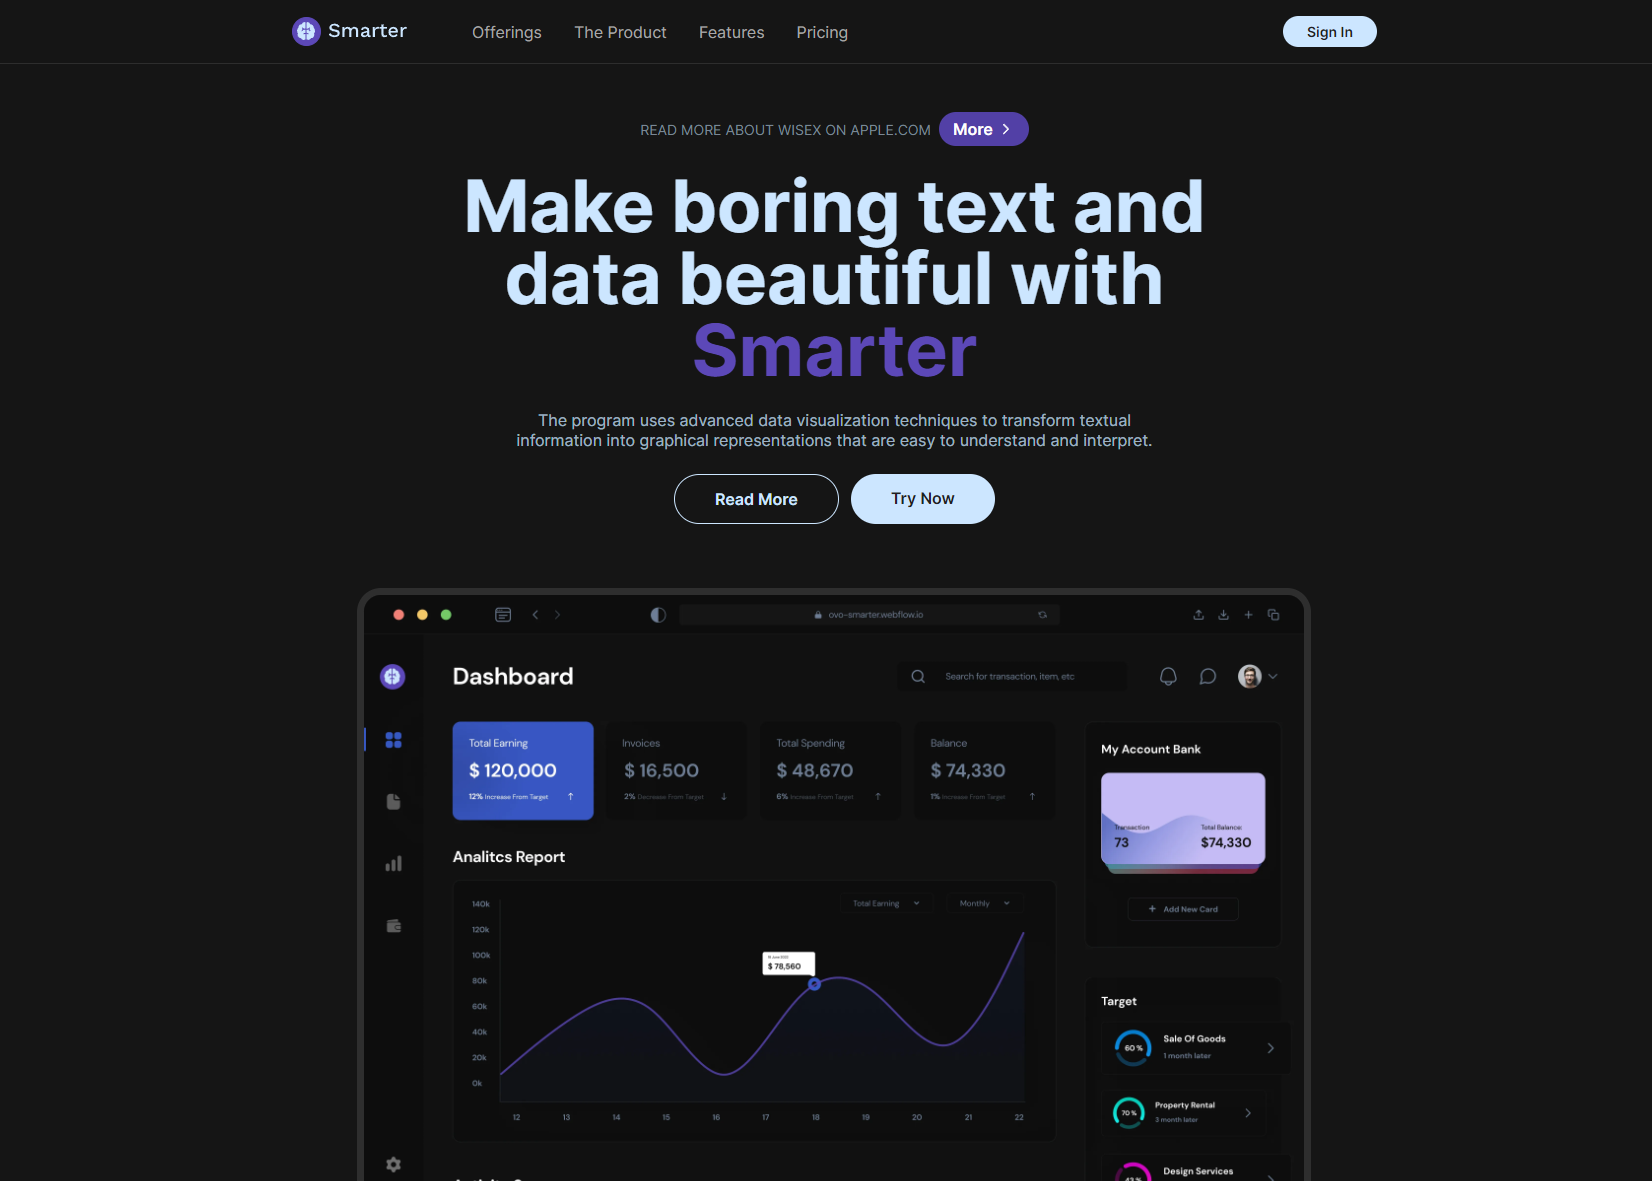 Smarter
Offerings
The Product
Features
Pricing
Sign In
READ MORE ABOUT WISEX ON APPLE.COM
More
Make boring text and
data beautiful with
Smarter
The program uses advanced data visualization techniques to transform textual
information into graphical representations that are easy to understand and interpret.
Read More
Try Now
ovo-smarter.webflow.io
Dashboard
Search for transaction, item, etc
Total Earning
$ 120,000
12% Increase From Target
Invoices
$ 16,500
2% Decrease From Target
Total Spending
$ 48,670
6% Increase From Target
Balance
$ 74,330
1% Increase From Target
My Account Bank
Transaction
73
Total Balance:
$74,330
Add New Card
Analitcs Report
Total Earning
Monthly
140k
120k
100k
80k
60k
40k
20k
0k
$ 78,560
12 13 14 15 16 17 18 19 20 21 22
Target
60 %
Sale Of Goods
1 month later
70 %
Property Rental
3 month later
Design Services